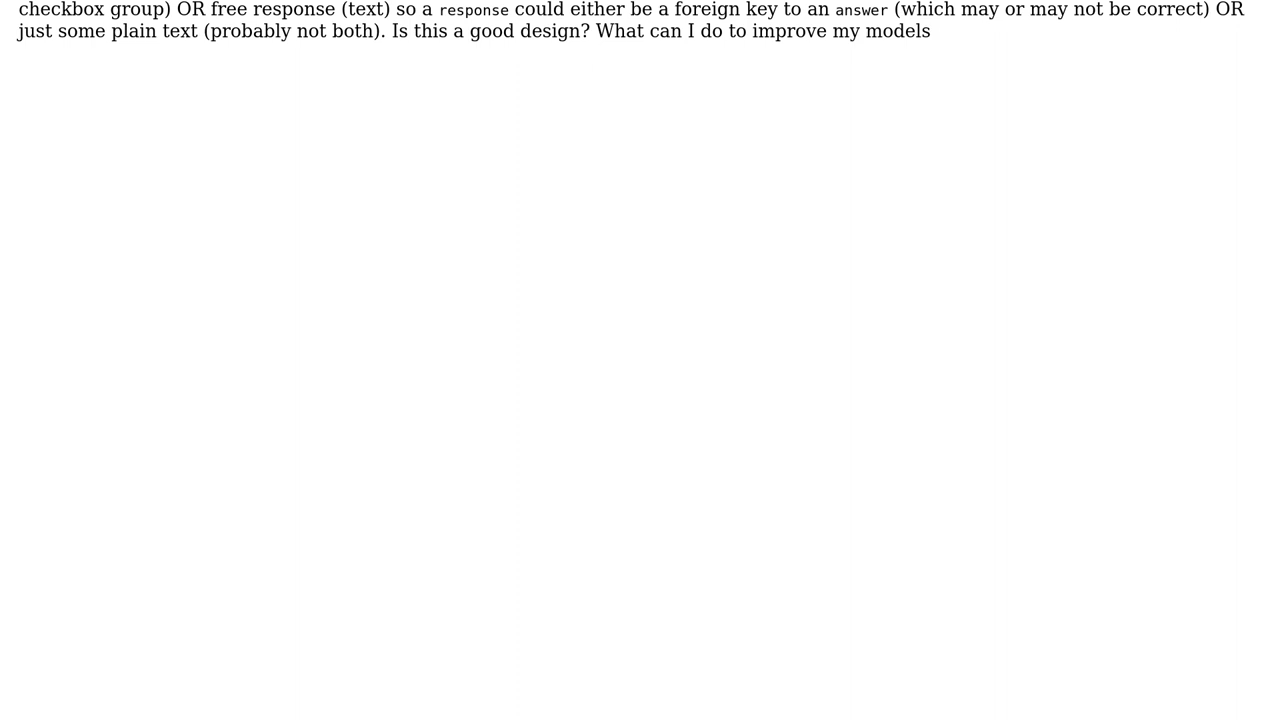 checkbox group) OR free response (text) so a response could either be a foreign key to an answer (which may or may not be correct) OR
just some plain text (probably not both). Is this a good design? What can I do to improve my models